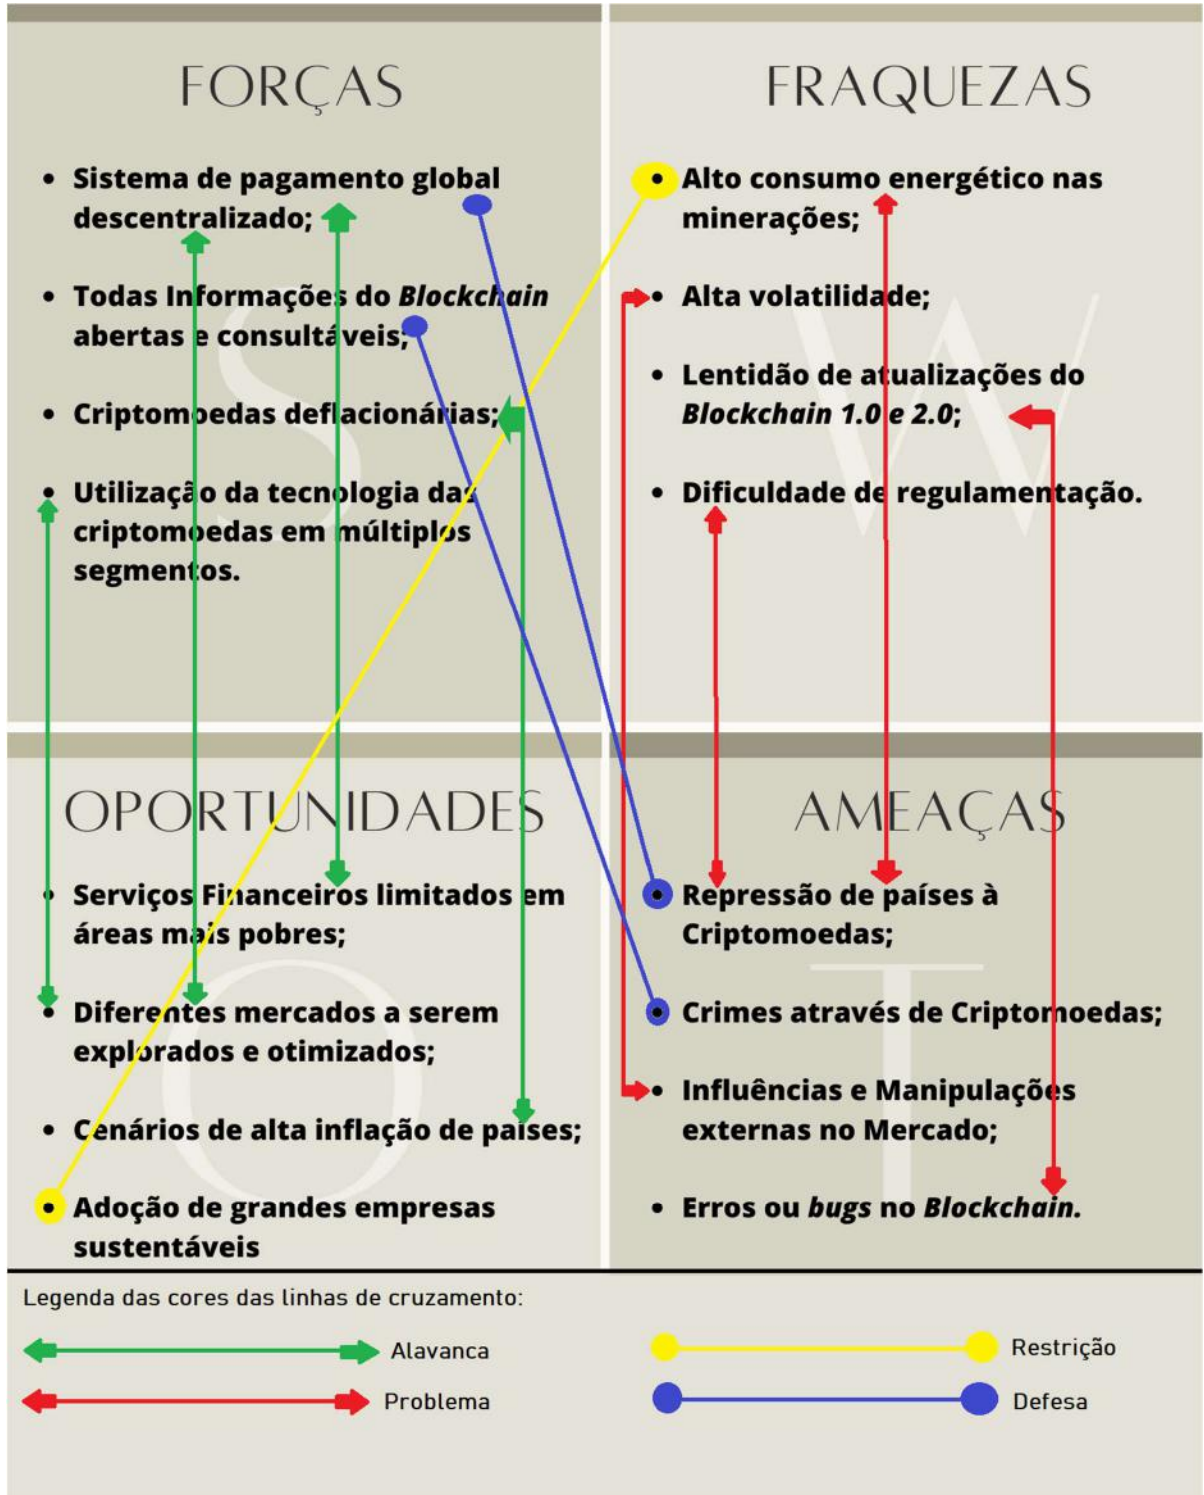 FORÇAS
• Sistema de pagamento global
descentralizado;
• Todas Informações do Blockchain
abertas e consultáveis;
• Criptomoedas deflacionárias;
• Utilização da tecnologia das
criptomoedas em múltiplos
segmentos.
S
FRAQUEZAS
• Alto consumo energético nas
minerações;
• Alta volatilidade;
• Lentidão de atualizações do
Blockchain 1.0 e 2.0;
• Dificuldade de regulamentação.
W
OPORTUNIDADES
• Serviços Financeiros limitados em
áreas mais pobres;
• Diferentes mercados a serem
explorados e otimizados;
• Cenários de alta inflação de países;
• Adoção de grandes empresas
sustentáveis
O
AMEAÇAS
• Repressão de países à
Criptomoedas;
• Crimes através de Criptomoedas;
• Influências e Manipulações
externas no Mercado;
• Erros ou bugs no Blockchain.
T
Legenda das cores das linhas de cruzamento:
Alavanca
Restrição
Problema
Defesa